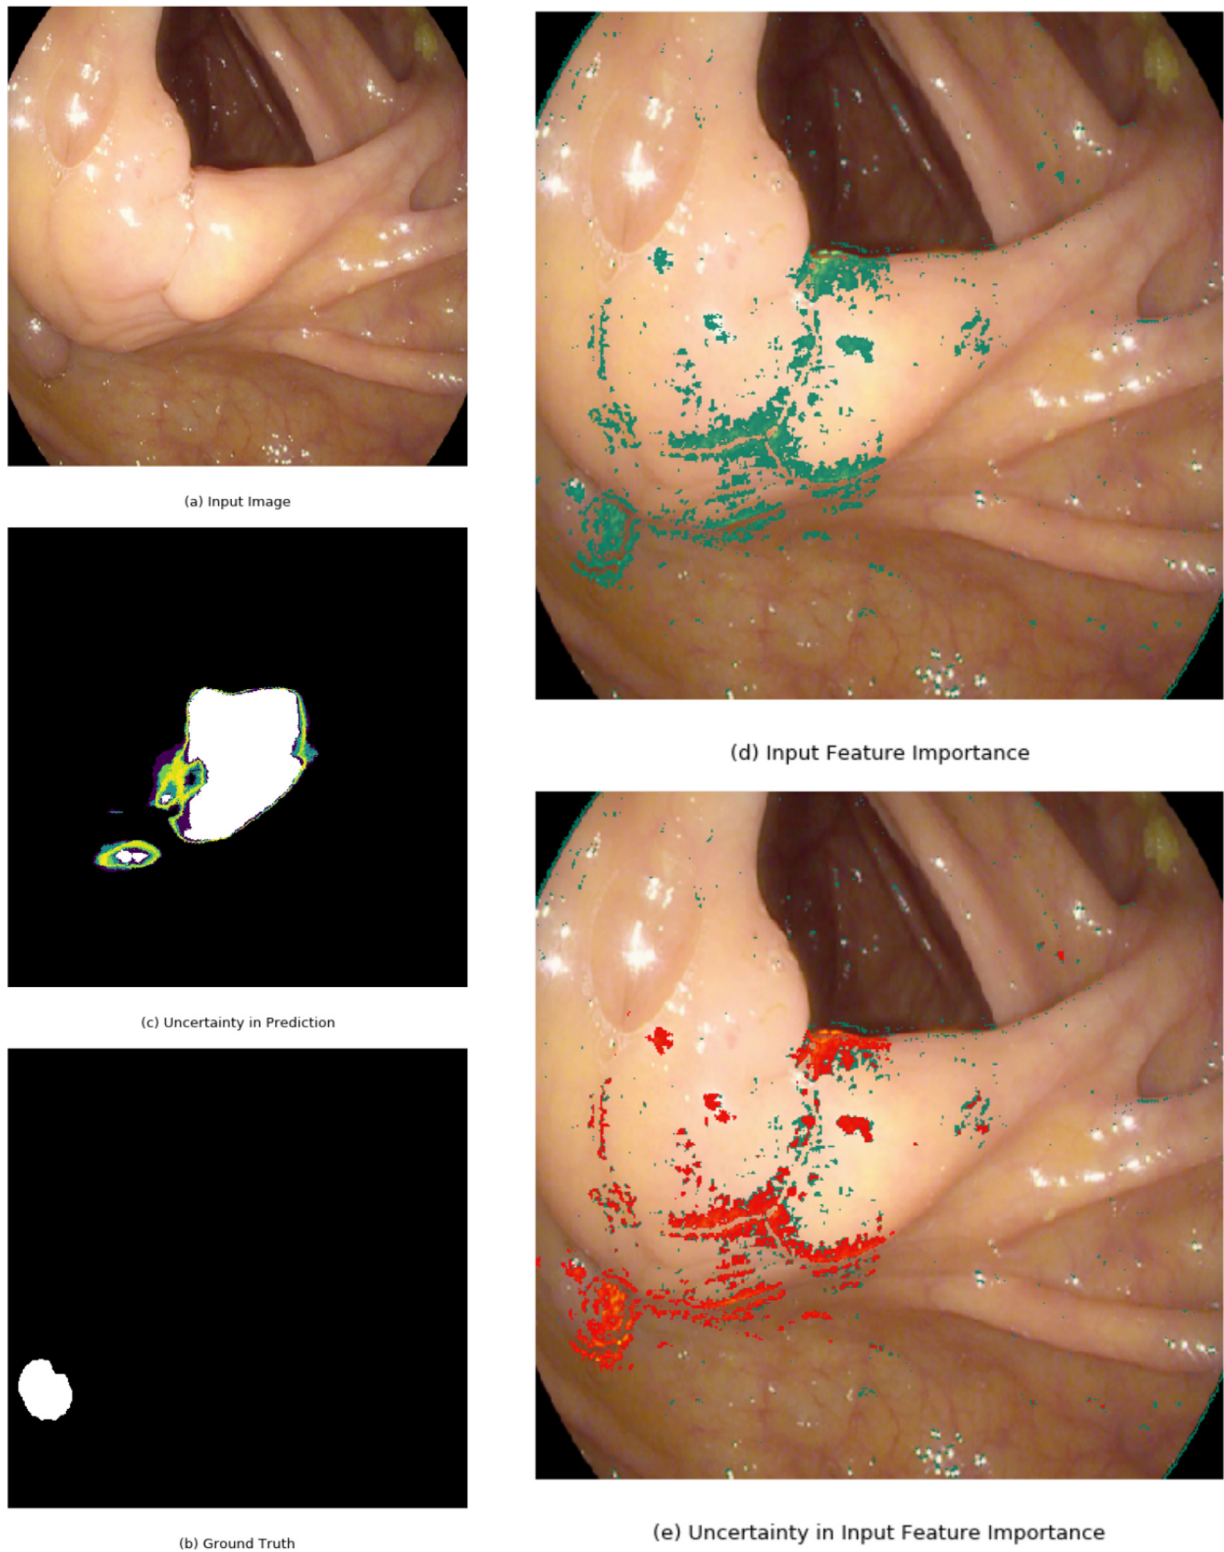 (a) Input Image
(c) Uncertainty in Prediction
(b) Ground Truth
(d) Input Feature Importance
(e) Uncertainty in Input Feature Importance